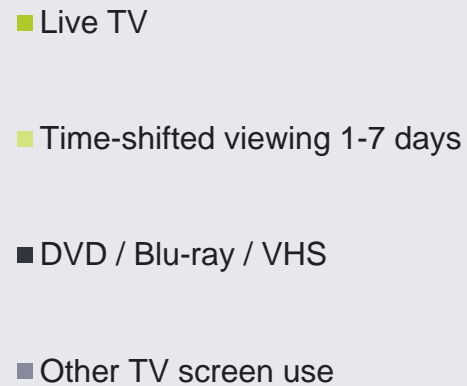 Live TV
Time-shifted viewing 1-7 days
DVD / Blu-ray / VHS
Other TV screen use